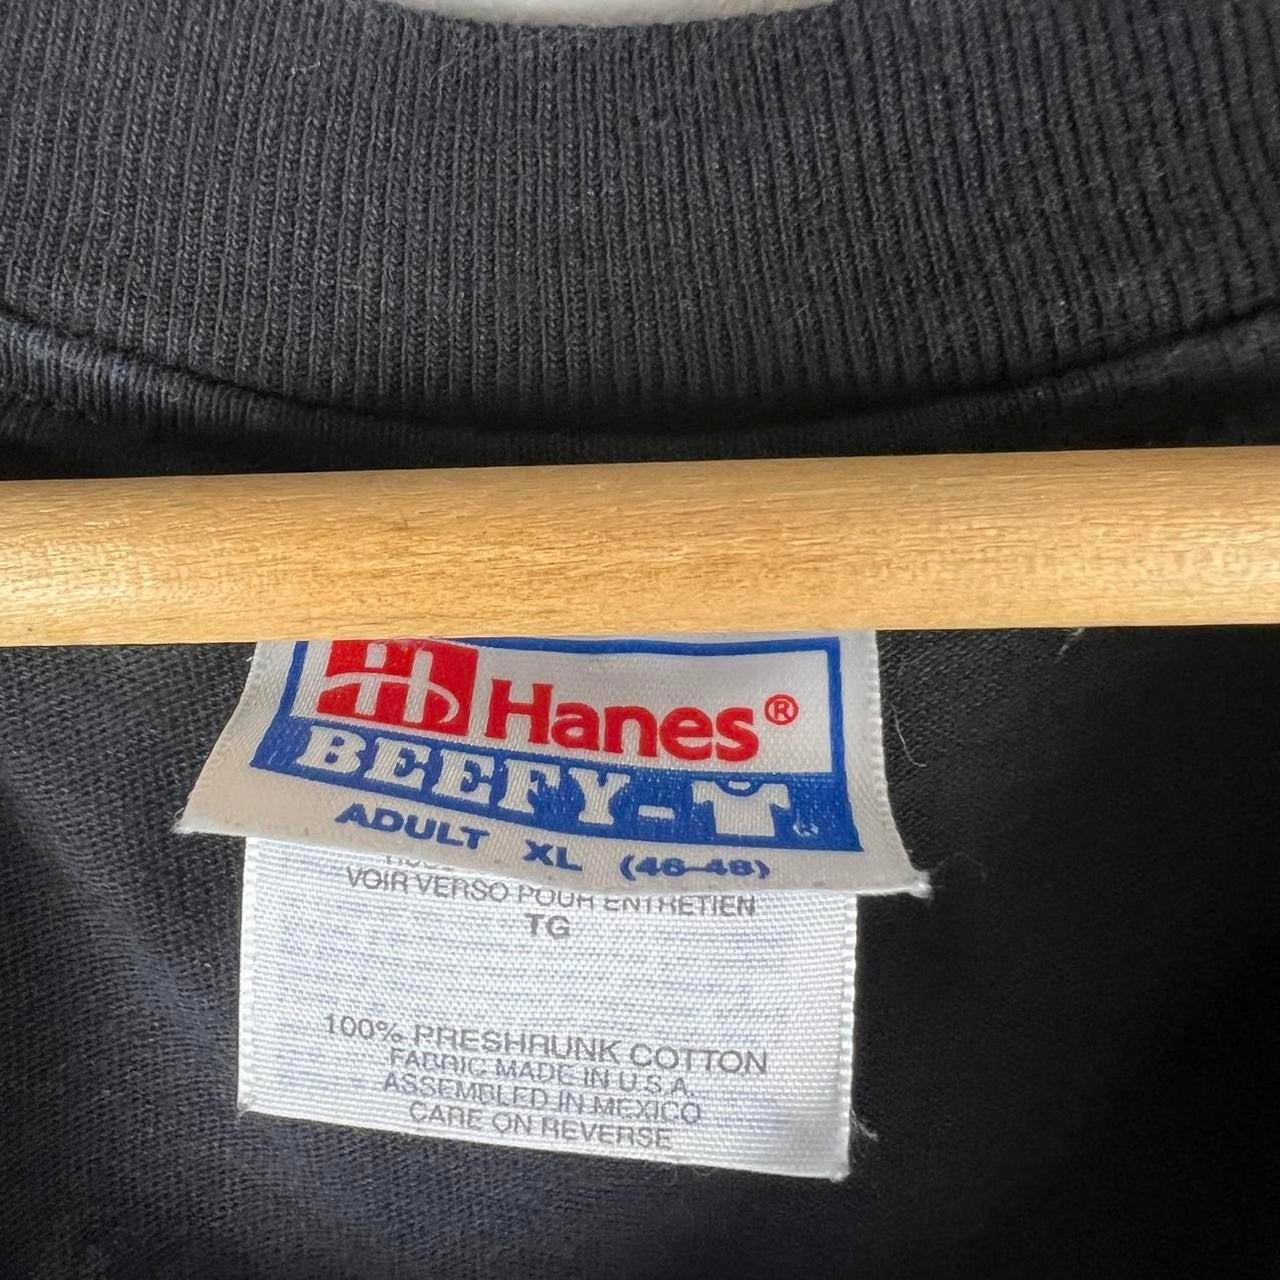 Hanes®
BEEFY-T
ADULT XL (46-48)
VOIR VERSO POUR ENTRETIEN
TG
100% PRESHRUNK COTTON
FABRIC MADE IN U.S.A.
ASSEMBLED IN MEXICO
CARE ON REVERSE